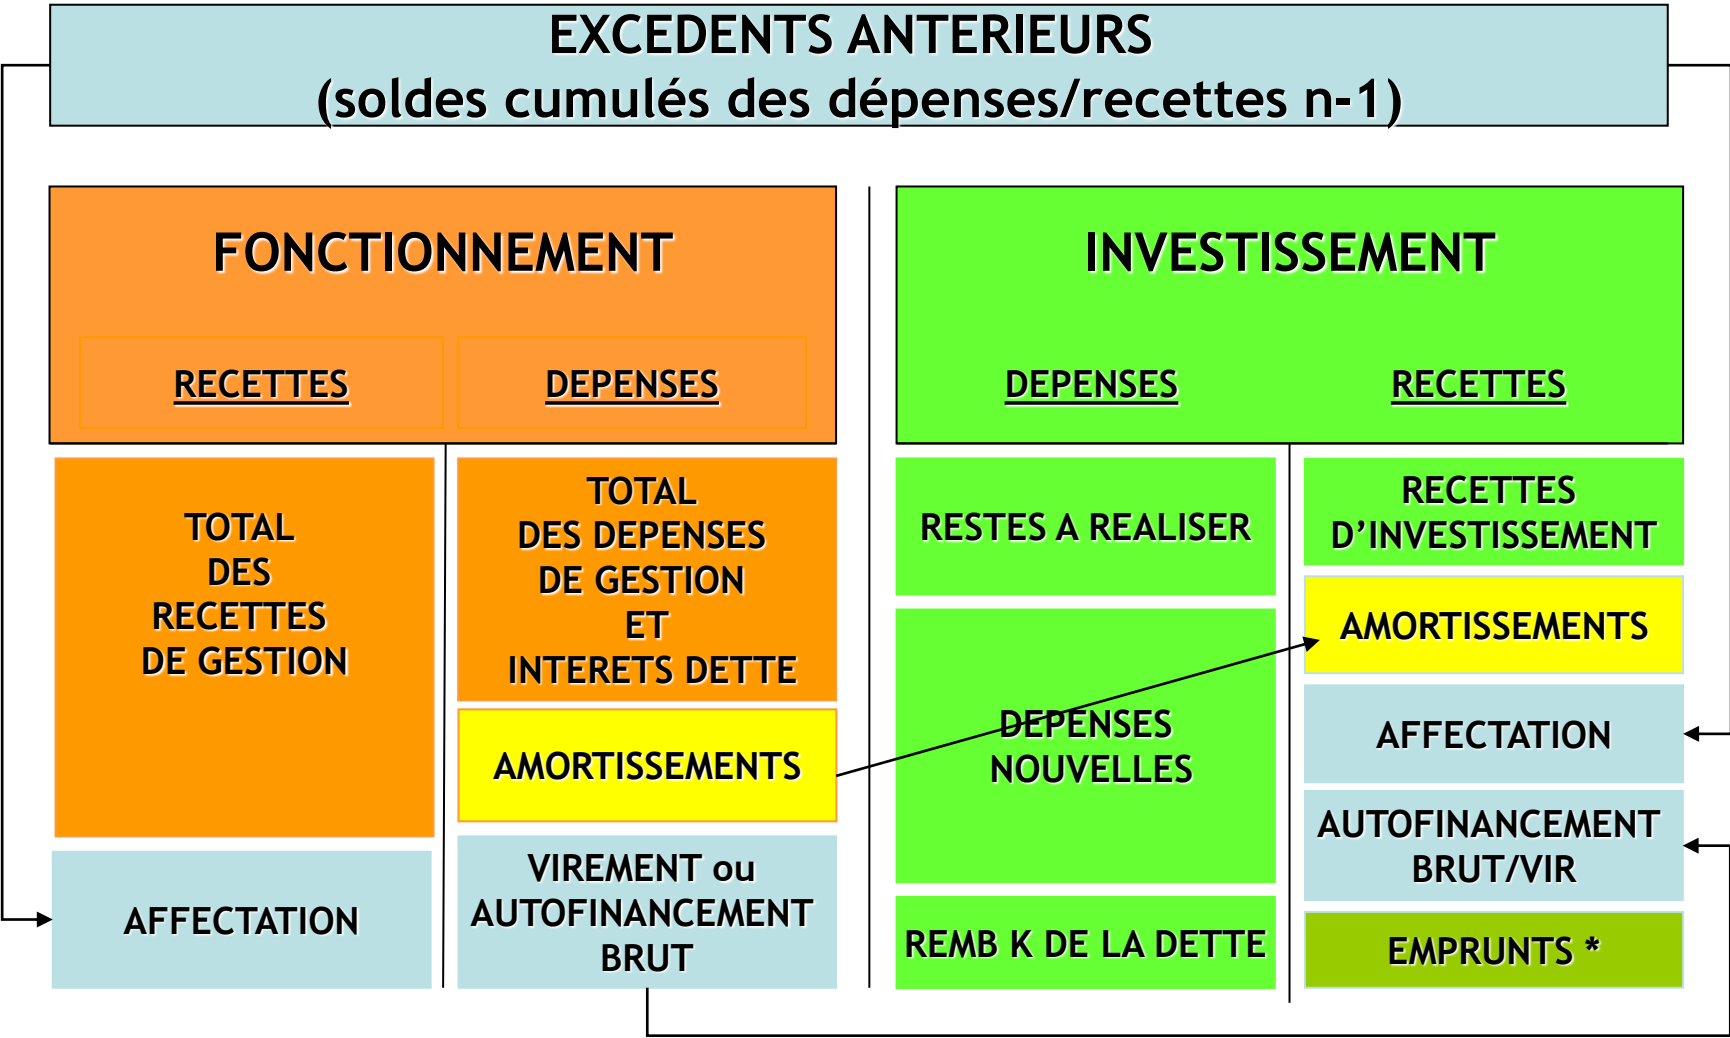 EXCEDENTS ANTERIEURS
(soldes cumulés des dépenses/recettes n-1)
FONCTIONNEMENT
RECETTES
DEPENSES
TOTAL
DES
RECETTES
DE GESTION
AFFECTATION
TOTAL
DES DEPENSES
DE GESTION
ET
INTERETS DETTE
AMORTISSEMENTS
VIREMENT ou
AUTOFINANCEMENT
BRUT
INVESTISSEMENT
DEPENSES
RECETTES
RESTES A REALISER
DEPENSES
NOUVELLES
REMB K DE LA DETTE
RECETTES
D’INVESTISSEMENT
AMORTISSEMENTS
AFFECTATION
AUTOFINANCEMENT
BRUT/VIR
EMPRUNTS *